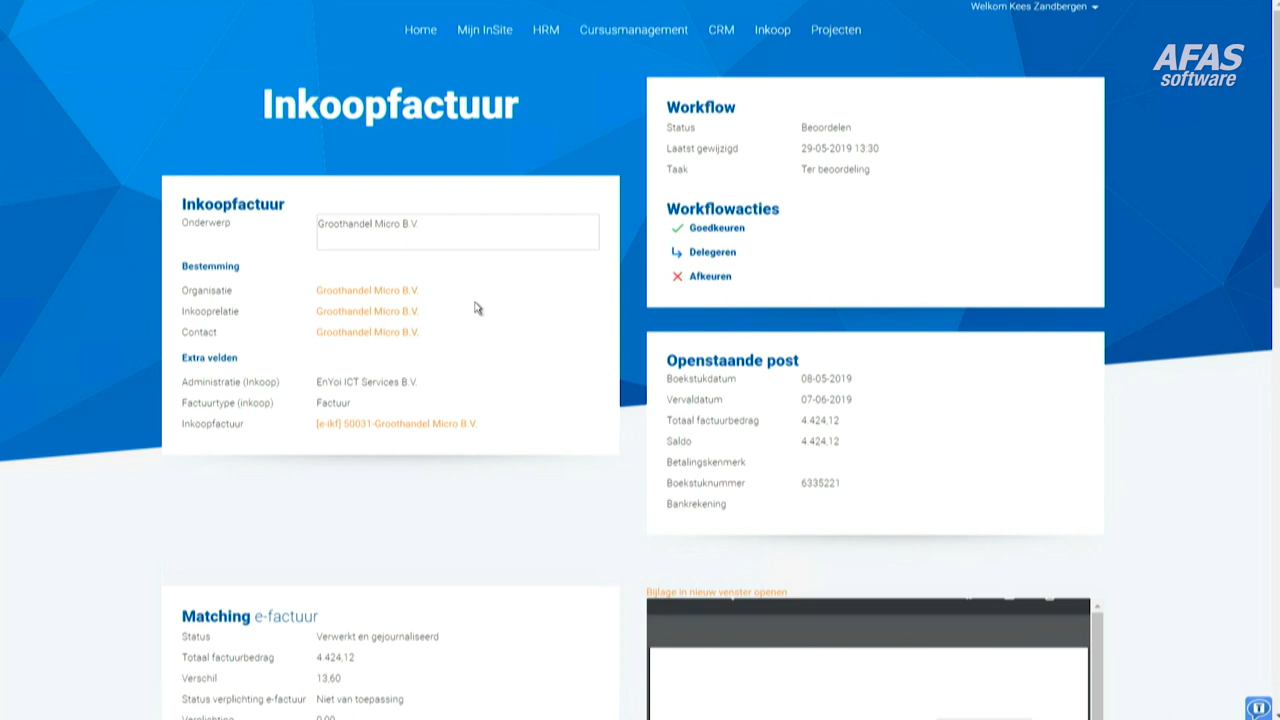 Welkom Kees Zandbergen
Home Mijn InSite HRM Cursusmanagement CRM Inkoop Projecten
AFAS
software
Inkoopfactuur
Inkoopfactuur
Onderwerp Groothandel Micro B.V.
Bestemming
Organisatie Groothandel Micro B.V.
Inkooprelatie Groothandel Micro B.V.
Contact Groothandel Micro B.V.
Extra velden
Administratie (Inkoop) EnYoi ICT Services B.V.
Factuurtype (inkoop) Factuur
Inkoopfactuur [e-ikf] 50031-Groothandel Micro B.V.
Workflow
Status Beoordelen
Laatst gewijzigd 29-05-2019 13:30
Taak Ter beoordeling
Workflowacties
Goedkeuren
Delegeren
Afkeuren
Openstaande post
Boekstukdatum 08-05-2019
Vervaldatum 07-06-2019
Totaal factuurbedrag 4.424,12
Saldo 4.424,12
Betalingskenmerk
Boekstuknummer 6335221
Bankrekening
Matching e-factuur
Status Verwerkt en gejournaliseerd
Totaal factuurbedrag 4.424,12
Verschil 13,60
Status verplichting e-factuur Niet van toepassing
Verplichting 0,00
Bijlage in nieuw venster openen